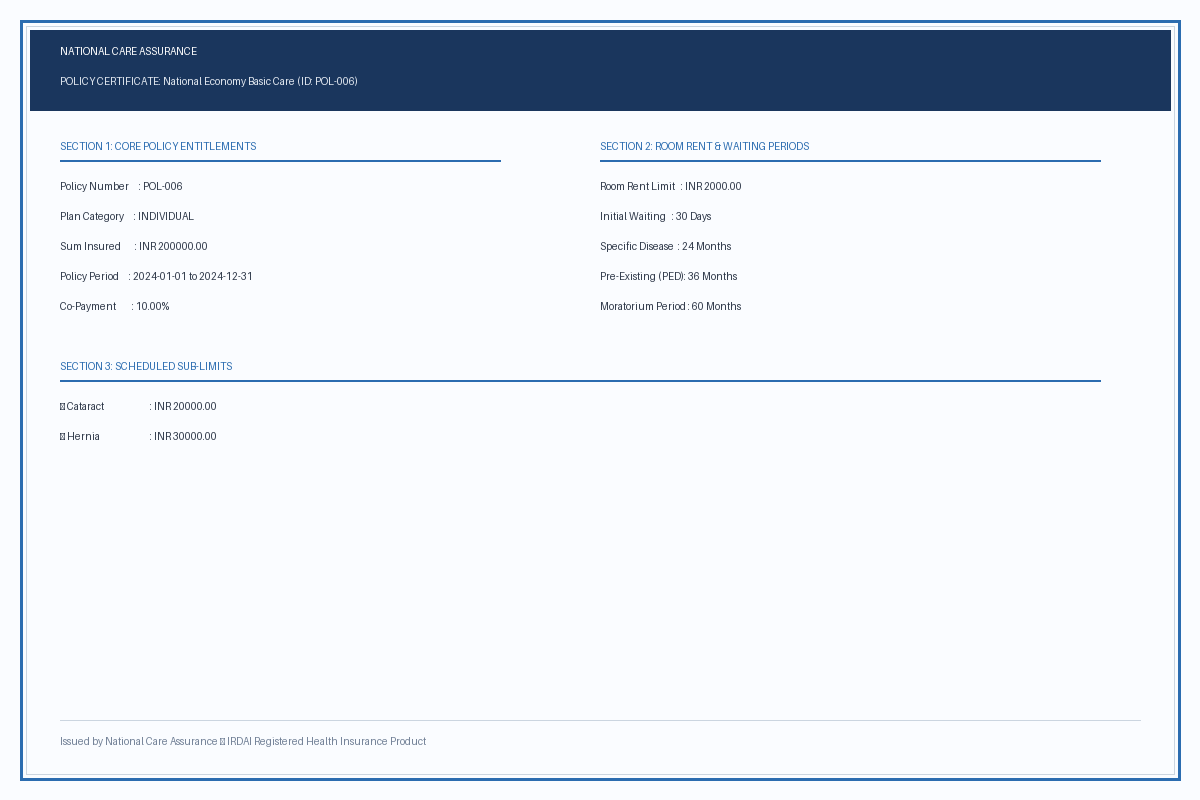 NATIONAL CARE ASSURANCE
POLICY CERTIFICATE: National Economy Basic Care (ID: POL-006)
SECTION 1: CORE POLICY ENTITLEMENTS
Policy Number : POL-006
Plan Category : INDIVIDUAL
Sum Insured : INR 200000.00
Policy Period : 2024-01-01 to 2024-12-31
Co-Payment : 10.00%
SECTION 2: ROOM RENT & WAITING PERIODS
Room Rent Limit : INR 2000.00
Initial Waiting : 30 Days
Specific Disease : 24 Months
Pre-Existing (PED): 36 Months
Moratorium Period : 60 Months
SECTION 3: SCHEDULED SUB-LIMITS
Cataract : INR 20000.00
Hernia : INR 30000.00
Issued by National Care Assurance IRDAI Registered Health Insurance Product